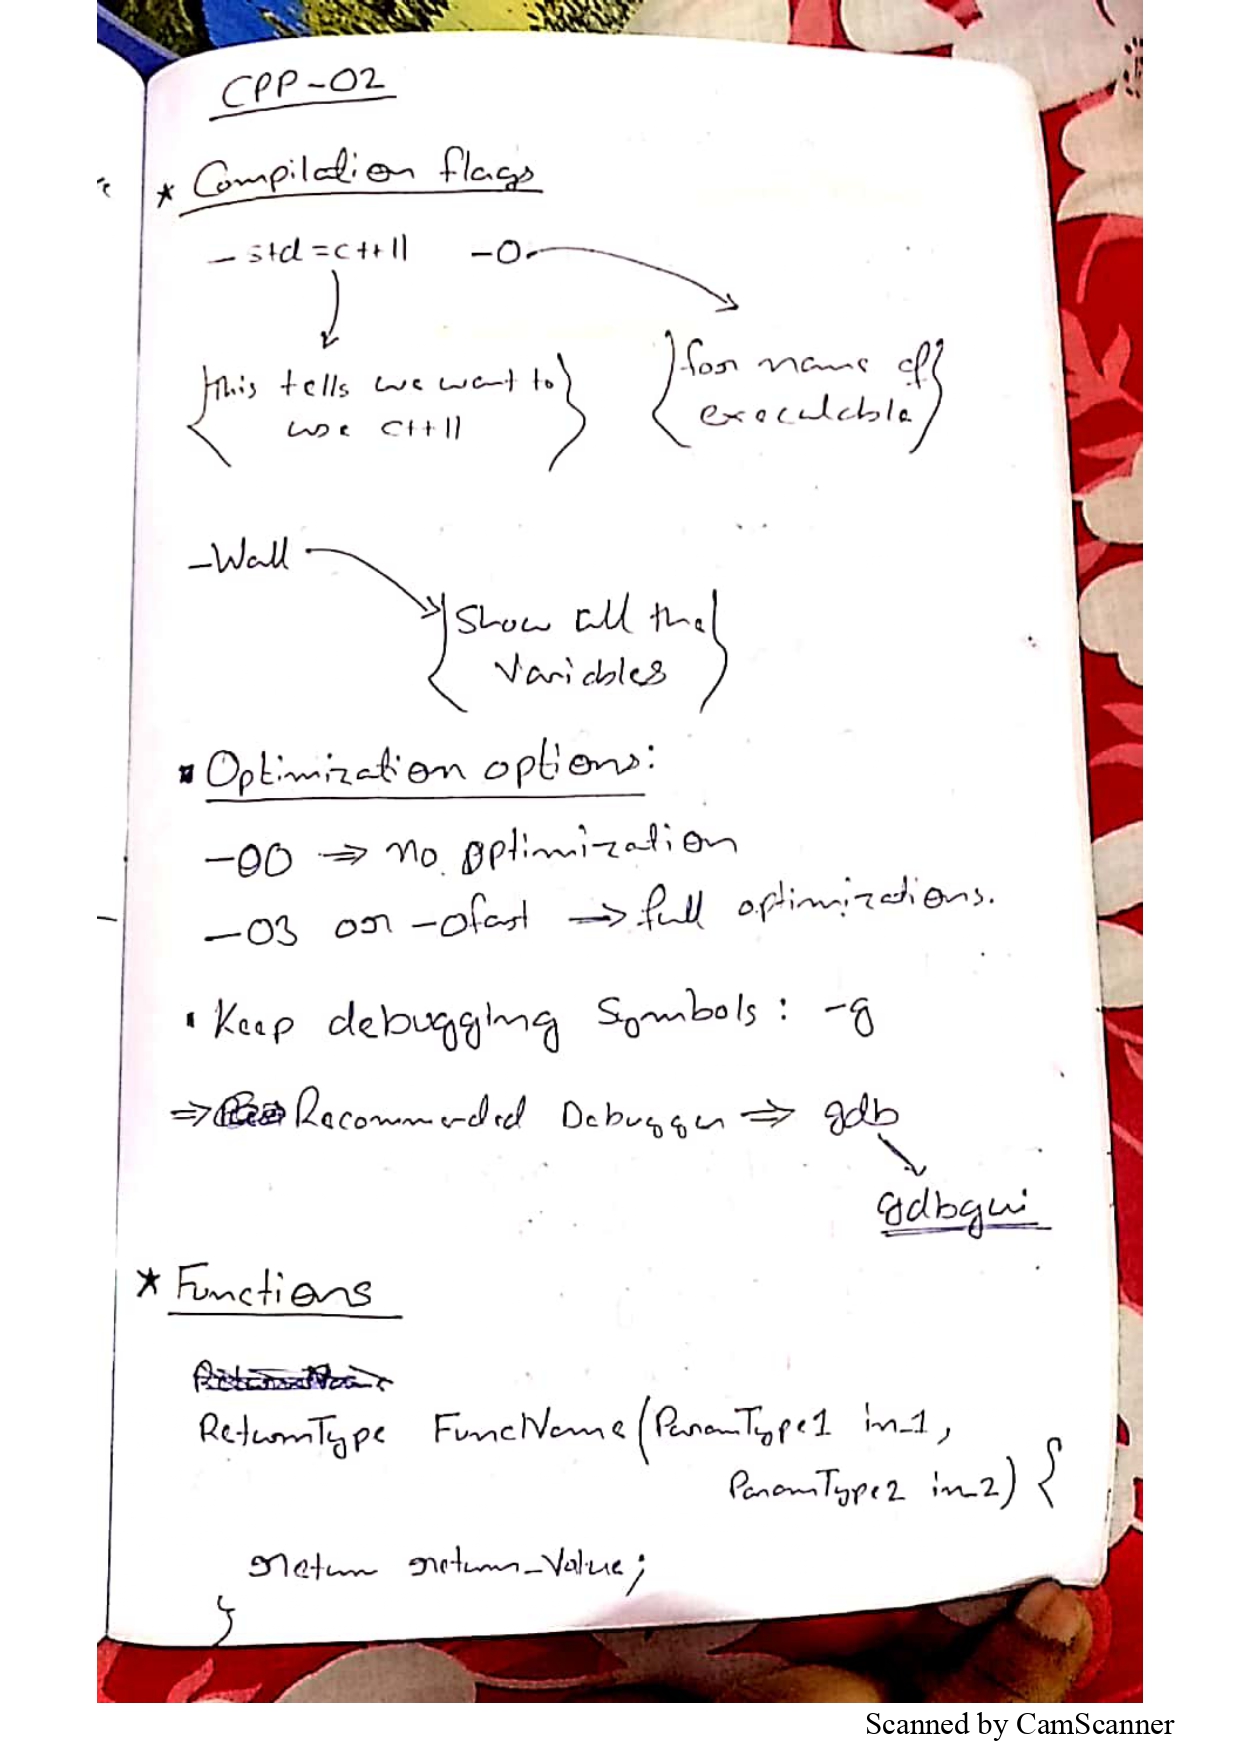 CPP-02
* Compilation flags
-std=c++11 -o
{this tells we want to use c++11}
{for name of executable}
-Wall
{Show all the variables}
▪ Optimization options:
-O0 ⇒ no optimization
-O3 or -Ofast → full optimizations.
▪ Keep debugging Symbols: -g
⇒ Recommended Debugger ⇒ gdb
gdbgui
* Functions
ReturnType FuncName(ParamType1 in_1,
ParamType2 in_2) {
return return_value;
}
Scanned by CamScanner